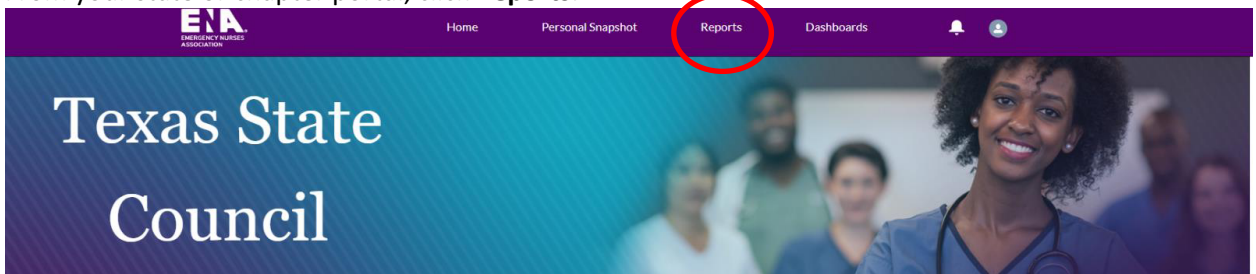 ENA
EMERGENCY NURSES
ASSOCIATION
Home Personal Snapshot Reports Dashboards
Texas State
Council